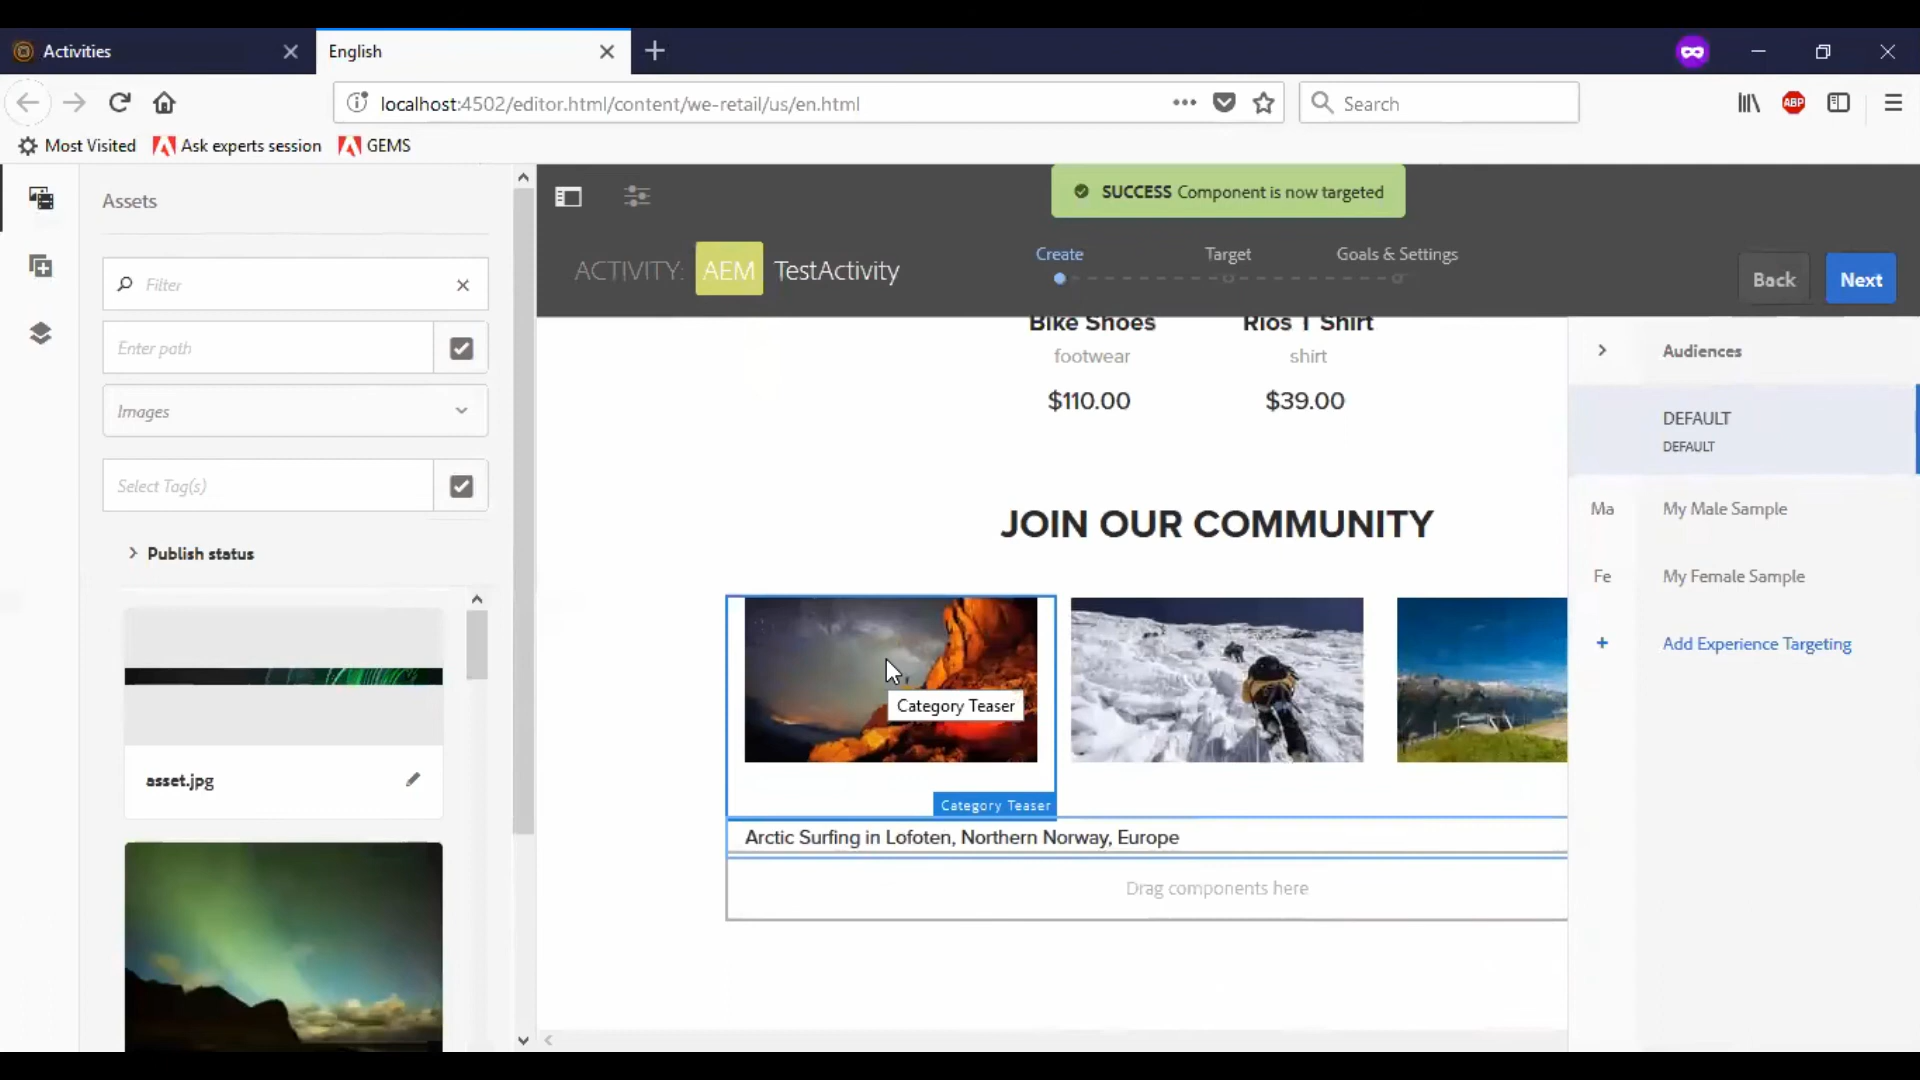 Activities
English
localhost:4502/editor.html/content/we-retail/us/en.html
Search
ABP
Most Visited
Ask experts session
GEMS
Assets
Filter
Enter path
Images
Select Tag(s)
Publish status
asset.jpg
SUCCESS Component is now targeted
ACTIVITY: AEM TestActivity
Create
Target
Goals & Settings
Back
Next
Bike Shoes
footwear
$110.00
Rios T Shirt
shirt
$39.00
JOIN OUR COMMUNITY
Category Teaser
Category Teaser
Arctic Surfing in Lofoten, Northern Norway, Europe
Drag components here
Audiences
DEFAULT
DEFAULT
Ma My Male Sample
Fe My Female Sample
+ Add Experience Targeting